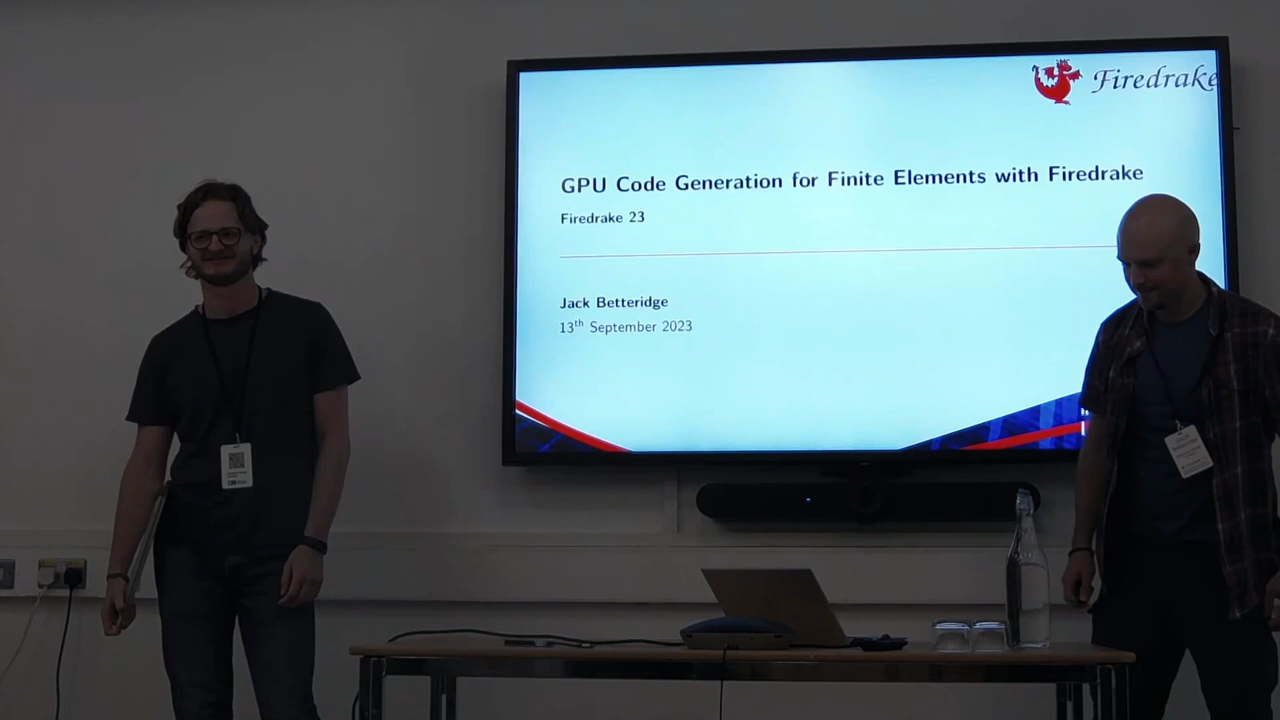 Firedrake
GPU Code Generation for Finite Elements with Firedrake
Firedrake 23
Jack Betteridge
13th September 2023